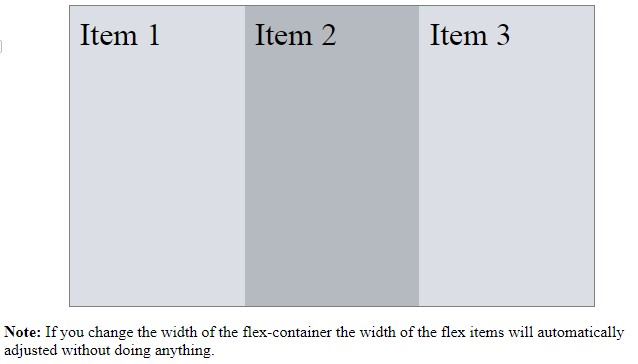 Item 1 Item 2 Item 3
Note: If you change the width of the flex-container the width of the flex items will automatically
adjusted without doing anything.